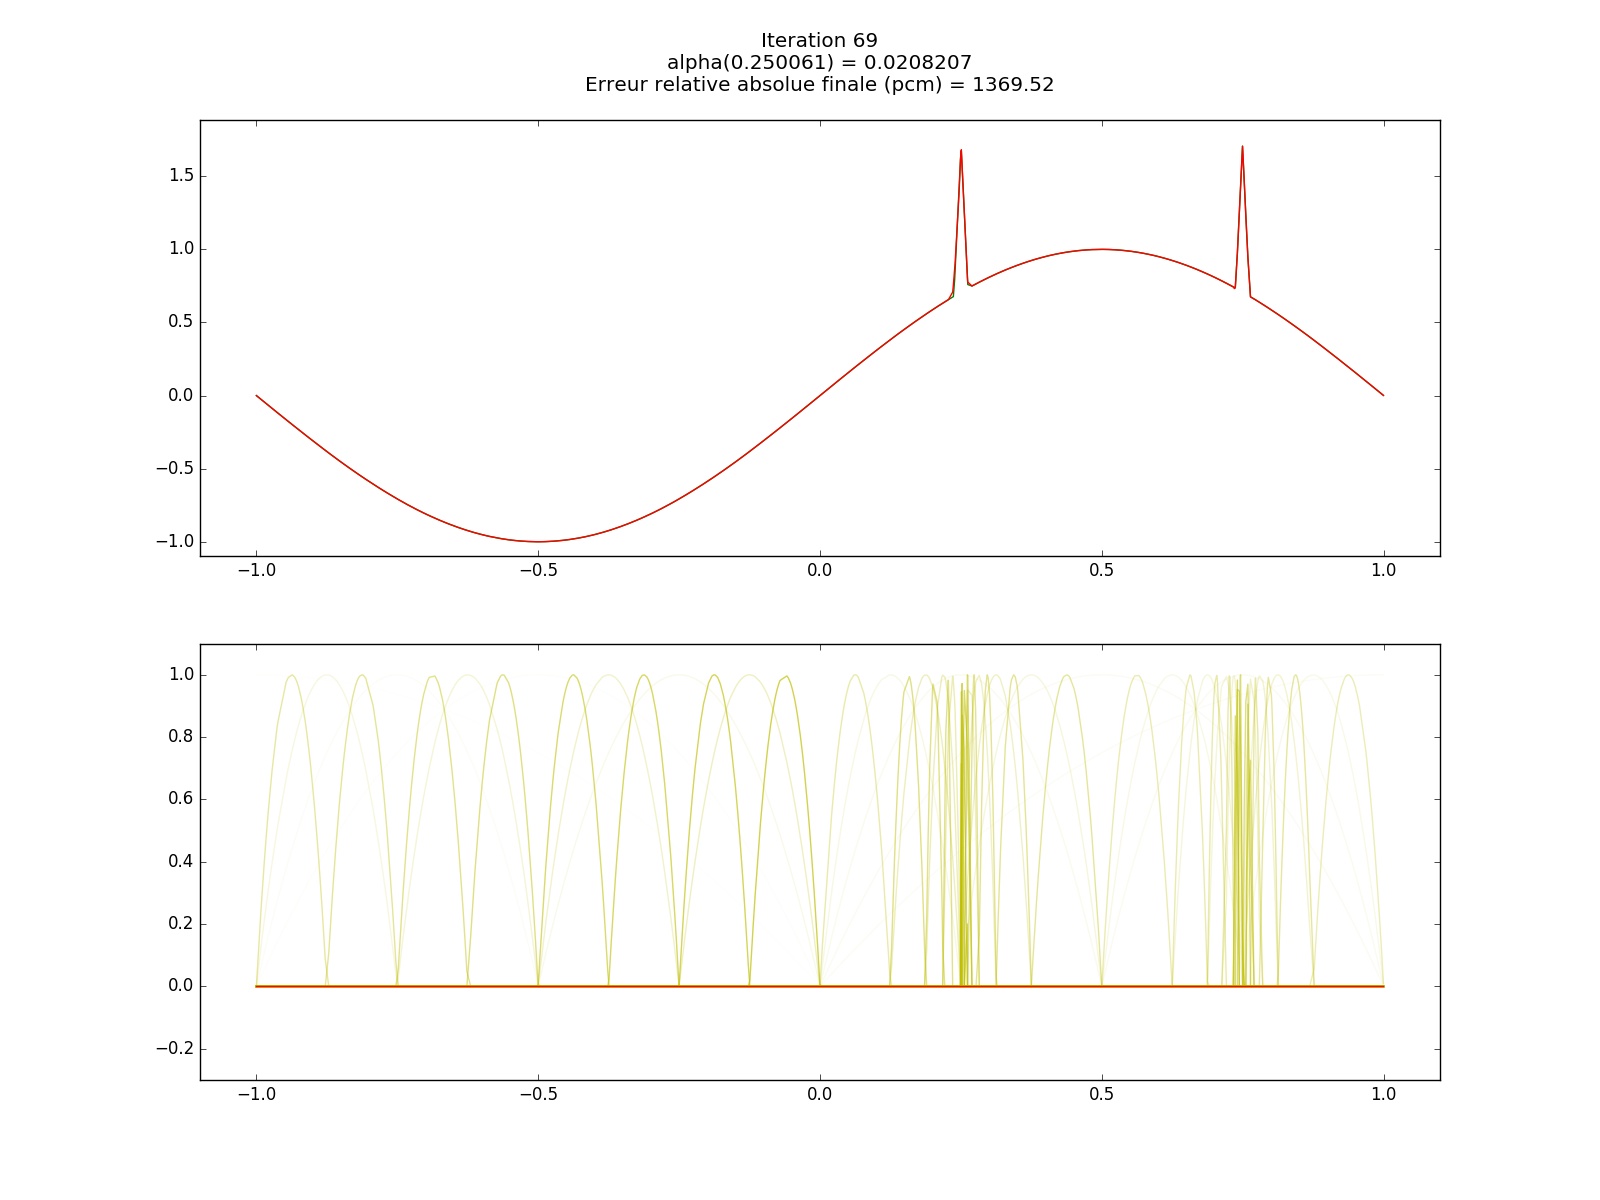 Iteration 69
alpha(0.250061) = 0.0208207
Erreur relative absolue finale (pcm) = 1369.52
1.5
1.0
0.5
0.0
−0.5
−1.0
−1.0 −0.5 0.0 0.5 1.0
1.0
0.8
0.6
0.4
0.2
0.0
−0.2
−1.0 −0.5 0.0 0.5 1.0